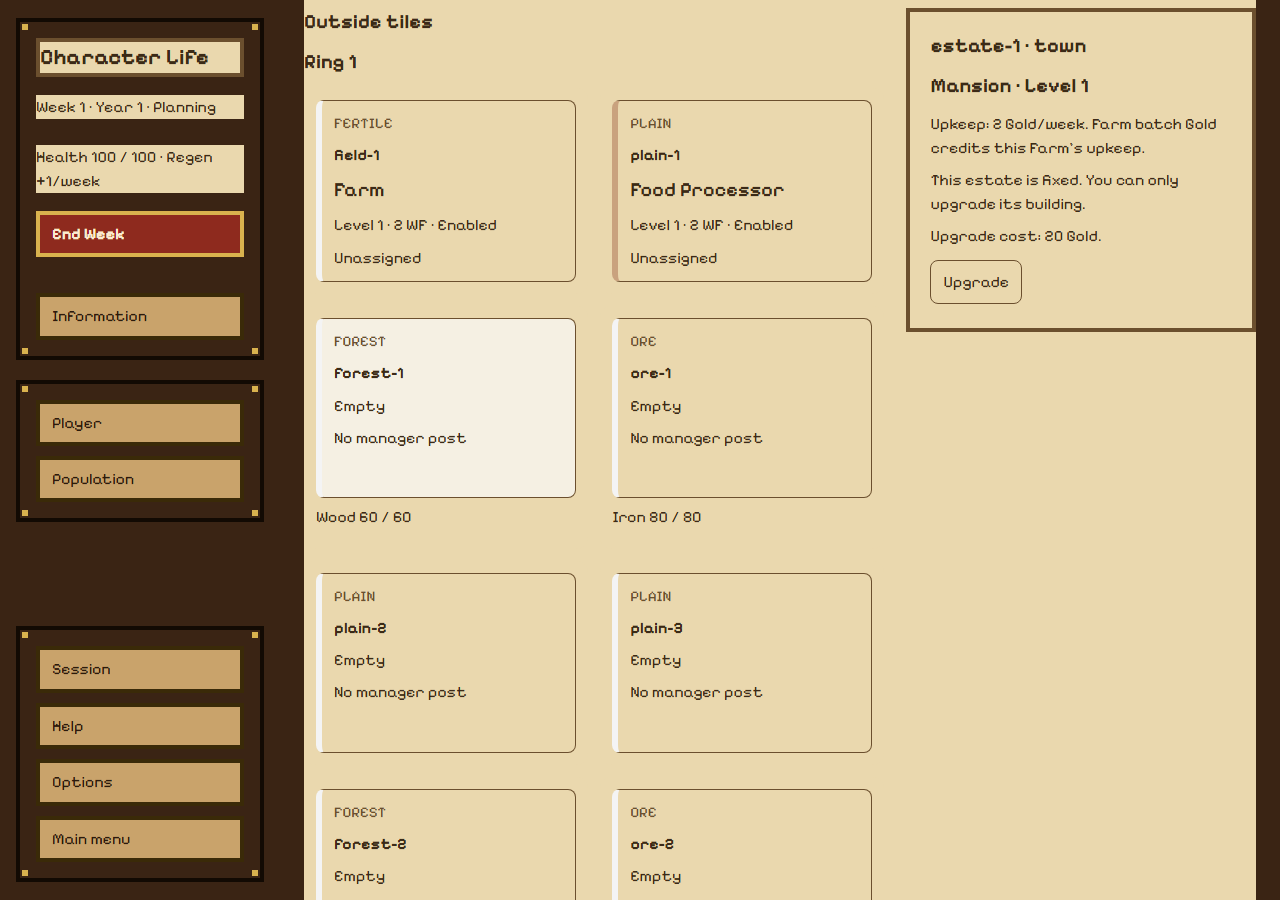 Character Life
Week 1 · Year 1 · Planning
Health 100 / 100 · Regen
+1/week
End Week
Information
Player
Population
Session
Help
Options
Main menu
Outside tiles
Ring 1
FERTILE
field-1
Farm
Level 1 · 2 WF · Enabled
Unassigned
PLAIN
plain-1
Food Processor
Level 1 · 2 WF · Enabled
Unassigned
FOREST
forest-1
Empty
No manager post
Wood 60 / 60
ORE
ore-1
Empty
No manager post
Iron 80 / 80
PLAIN
plain-2
Empty
No manager post
PLAIN
plain-3
Empty
No manager post
FOREST
forest-2
Empty
ORE
ore-2
Empty
estate-1 · town
Mansion · Level 1
Upkeep: 2 Gold/week. Farm batch Gold
credits this Farm's upkeep.
This estate is fixed. You can only
upgrade its building.
Upgrade cost: 20 Gold.
Upgrade